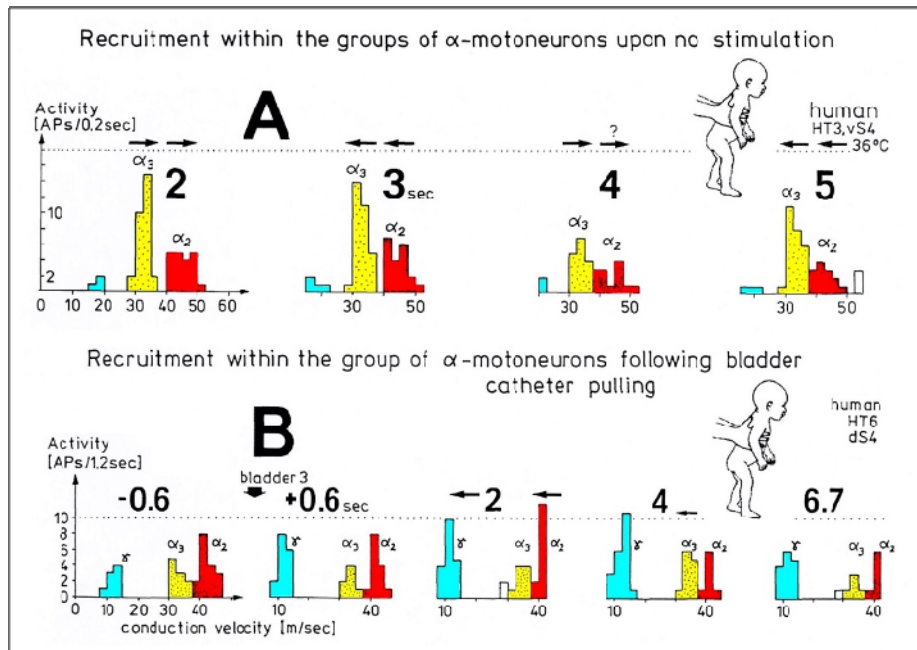 Recruitment within the groups of α-motoneurons upon no stimulation
A
Activity
[APs/0.2sec]
human
HT3,vS4
36°C
?
α3 2 α2
α3 3 sec α2
α3 4 α2
α3 5 α2
10
2
0 10 20 30 40 50 60
30 50
30 50
30 50
Recruitment within the group of α-motoneurons following bladder
catheter pulling
B
human
HT6
dS4
Activity
[APs/1.2sec]
bladder 3
-0.6
+0.6 sec
2
4
6.7
10
8
6
4
2
0
γ α3 α2
γ α3 α2
γ α3 α2
γ α3 α2
γ α3 α2
0 10 20 30 40
10 40
10 40
10 40
10 40
conduction velocity [m/sec]